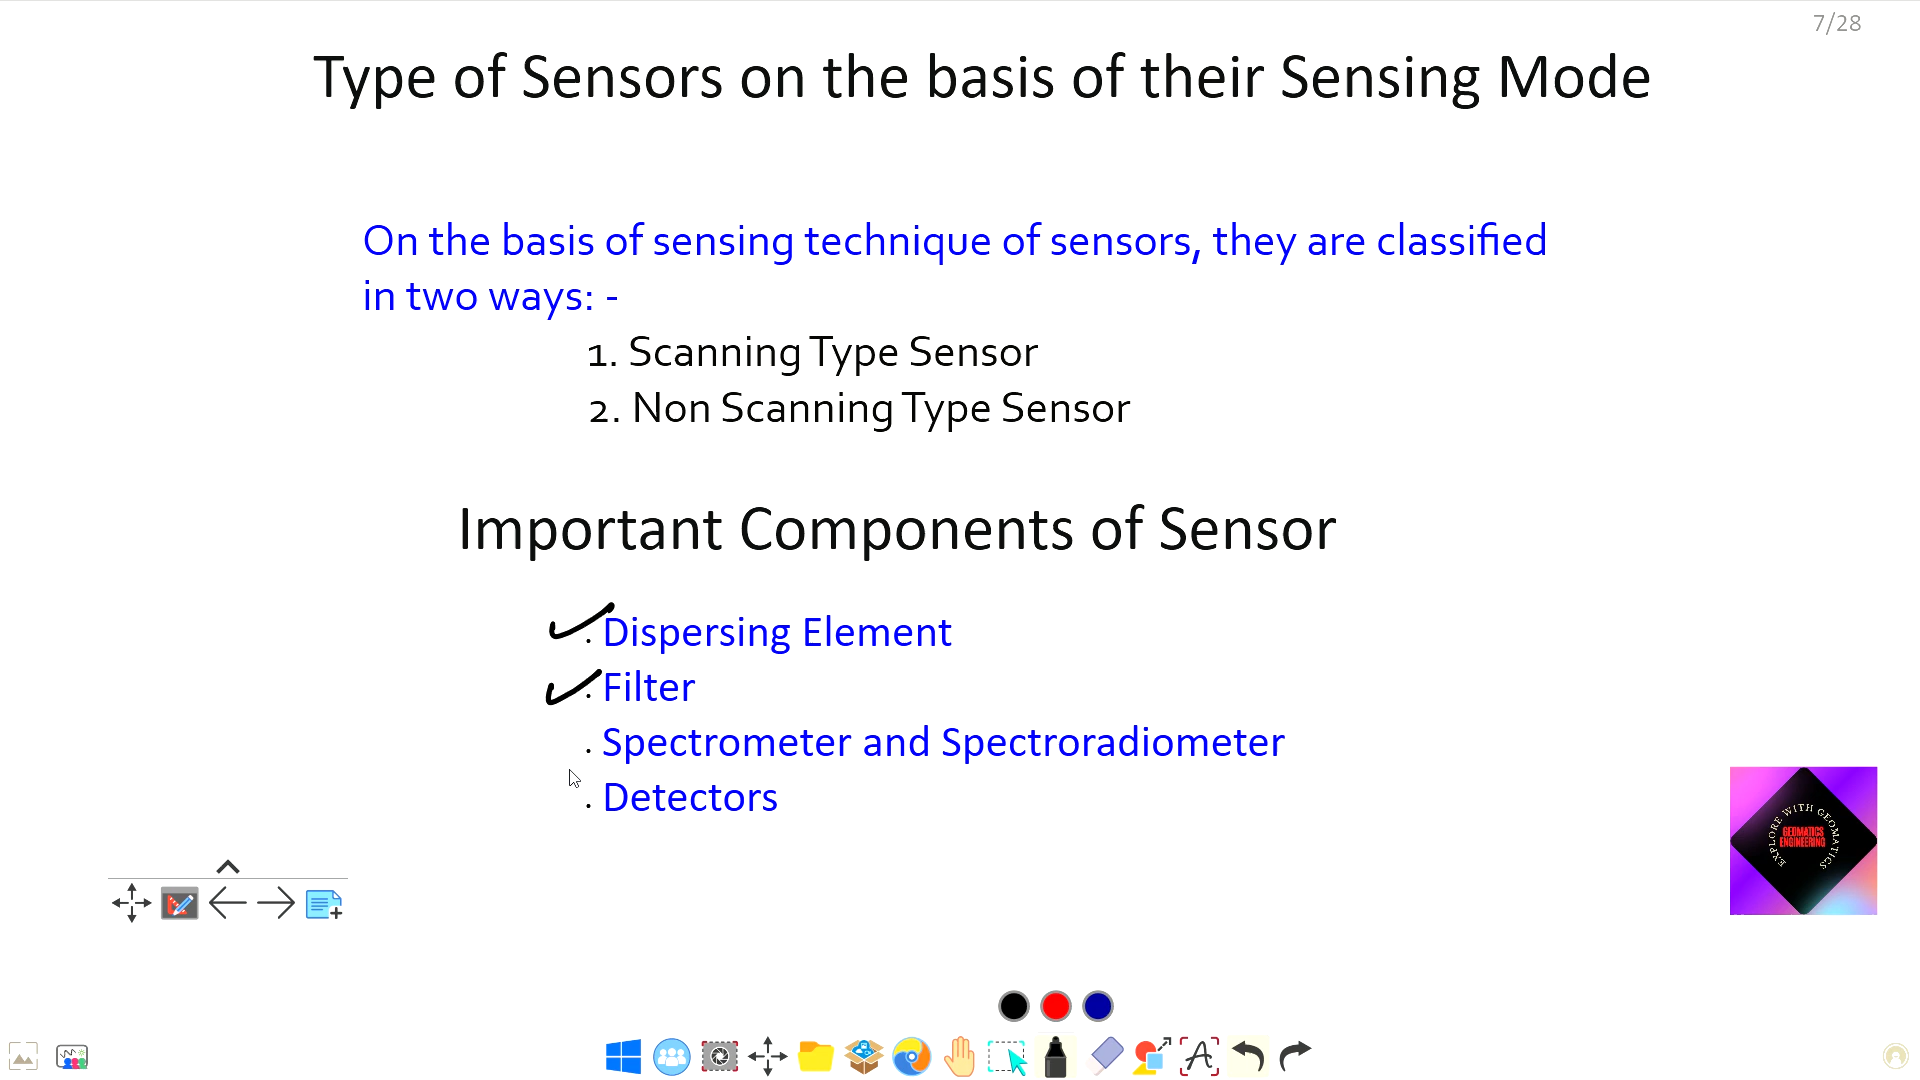 7/28
Type of Sensors on the basis of their Sensing Mode
On the basis of sensing technique of sensors, they are classified
in two ways: -
1. Scanning Type Sensor
2. Non Scanning Type Sensor
Important Components of Sensor
. Dispersing Element
. Filter
. Spectrometer and Spectroradiometer
. Detectors
EXPLORE WITH GEOMATICS
GEOMATICS
ENGINEERING